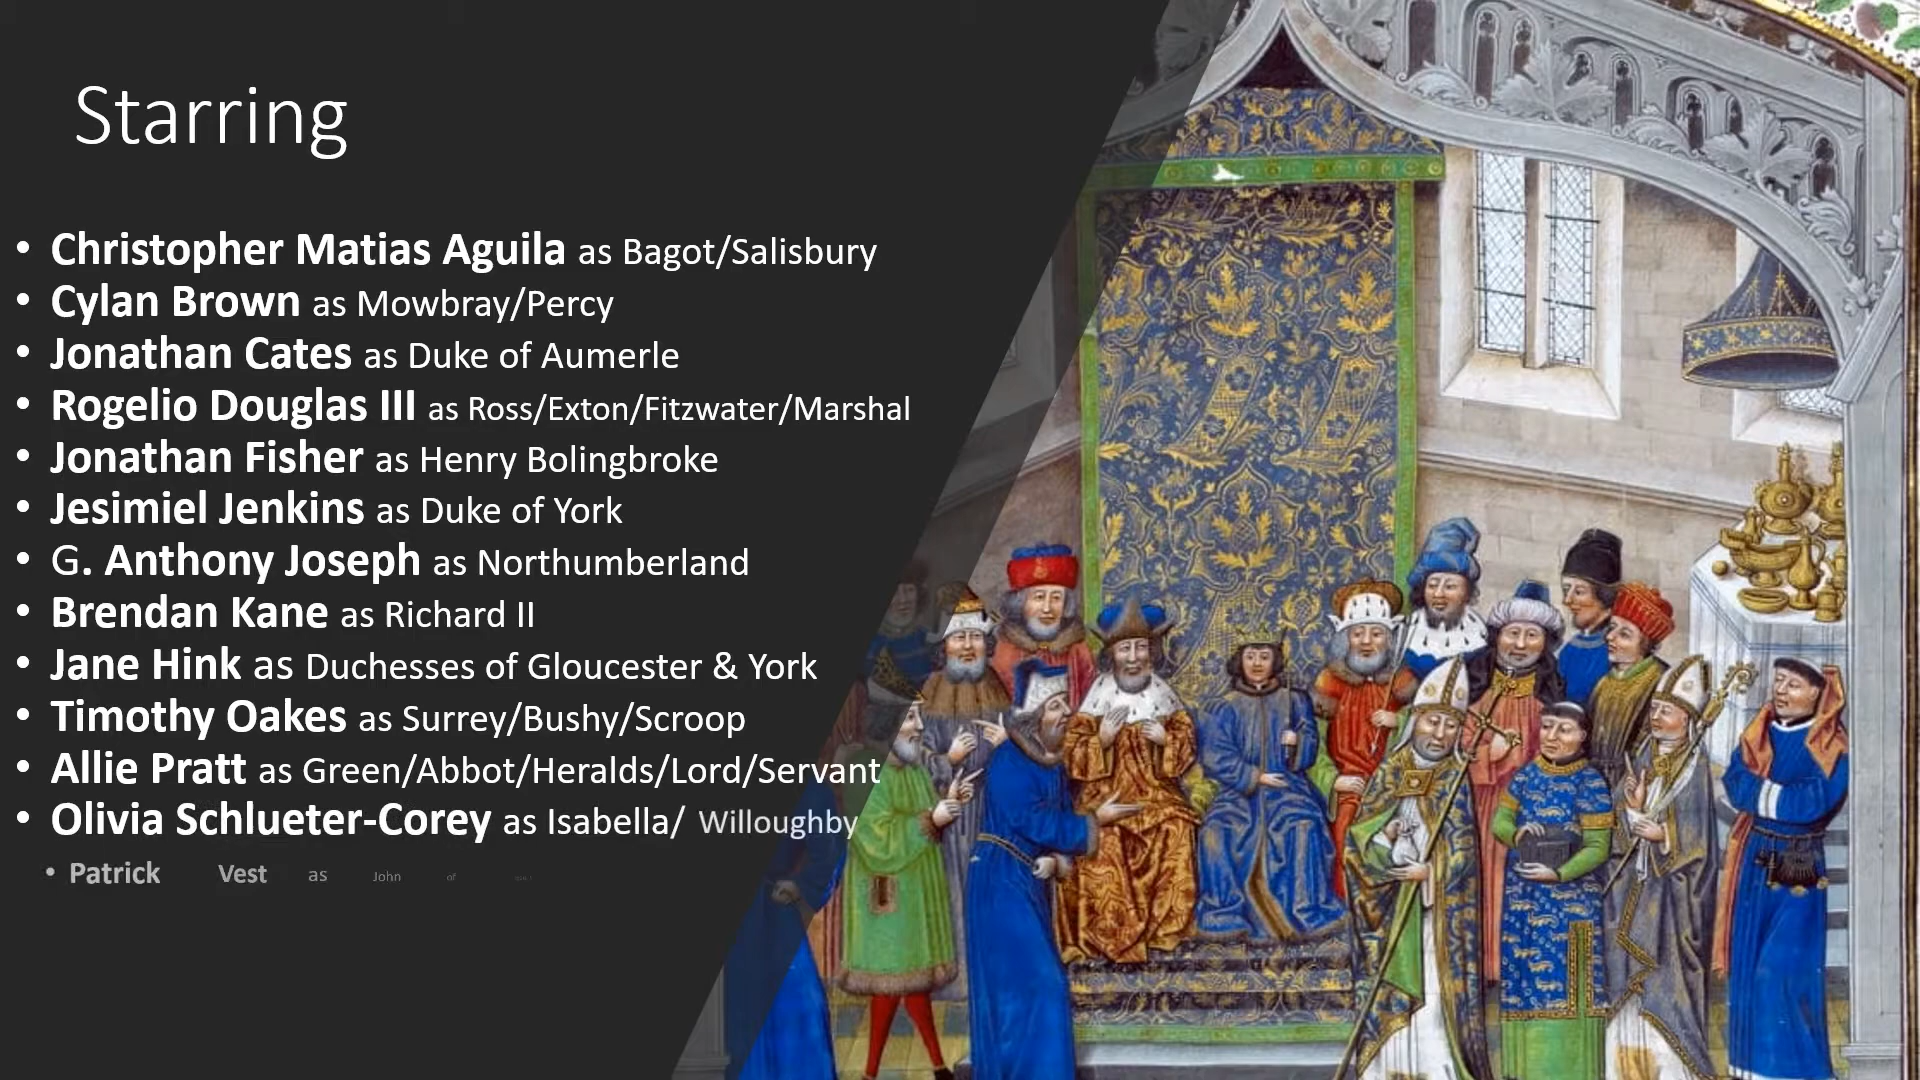 Starring
• Christopher Matias Aguila as Bagot/Salisbury
• Cylan Brown as Mowbray/Percy
• Jonathan Cates as Duke of Aumerle
• Rogelio Douglas III as Ross/Exton/Fitzwater/Marshal
• Jonathan Fisher as Henry Bolingbroke
• Jesimiel Jenkins as Duke of York
• G. Anthony Joseph as Northumberland
• Brendan Kane as Richard II
• Jane Hink as Duchesses of Gloucester & York
• Timothy Oakes as Surrey/Bushy/Scroop
• Allie Pratt as Green/Abbot/Heralds/Lord/Servant
• Olivia Schlueter-Corey as Isabella/ Willoughby
• Patrick Vest as John of